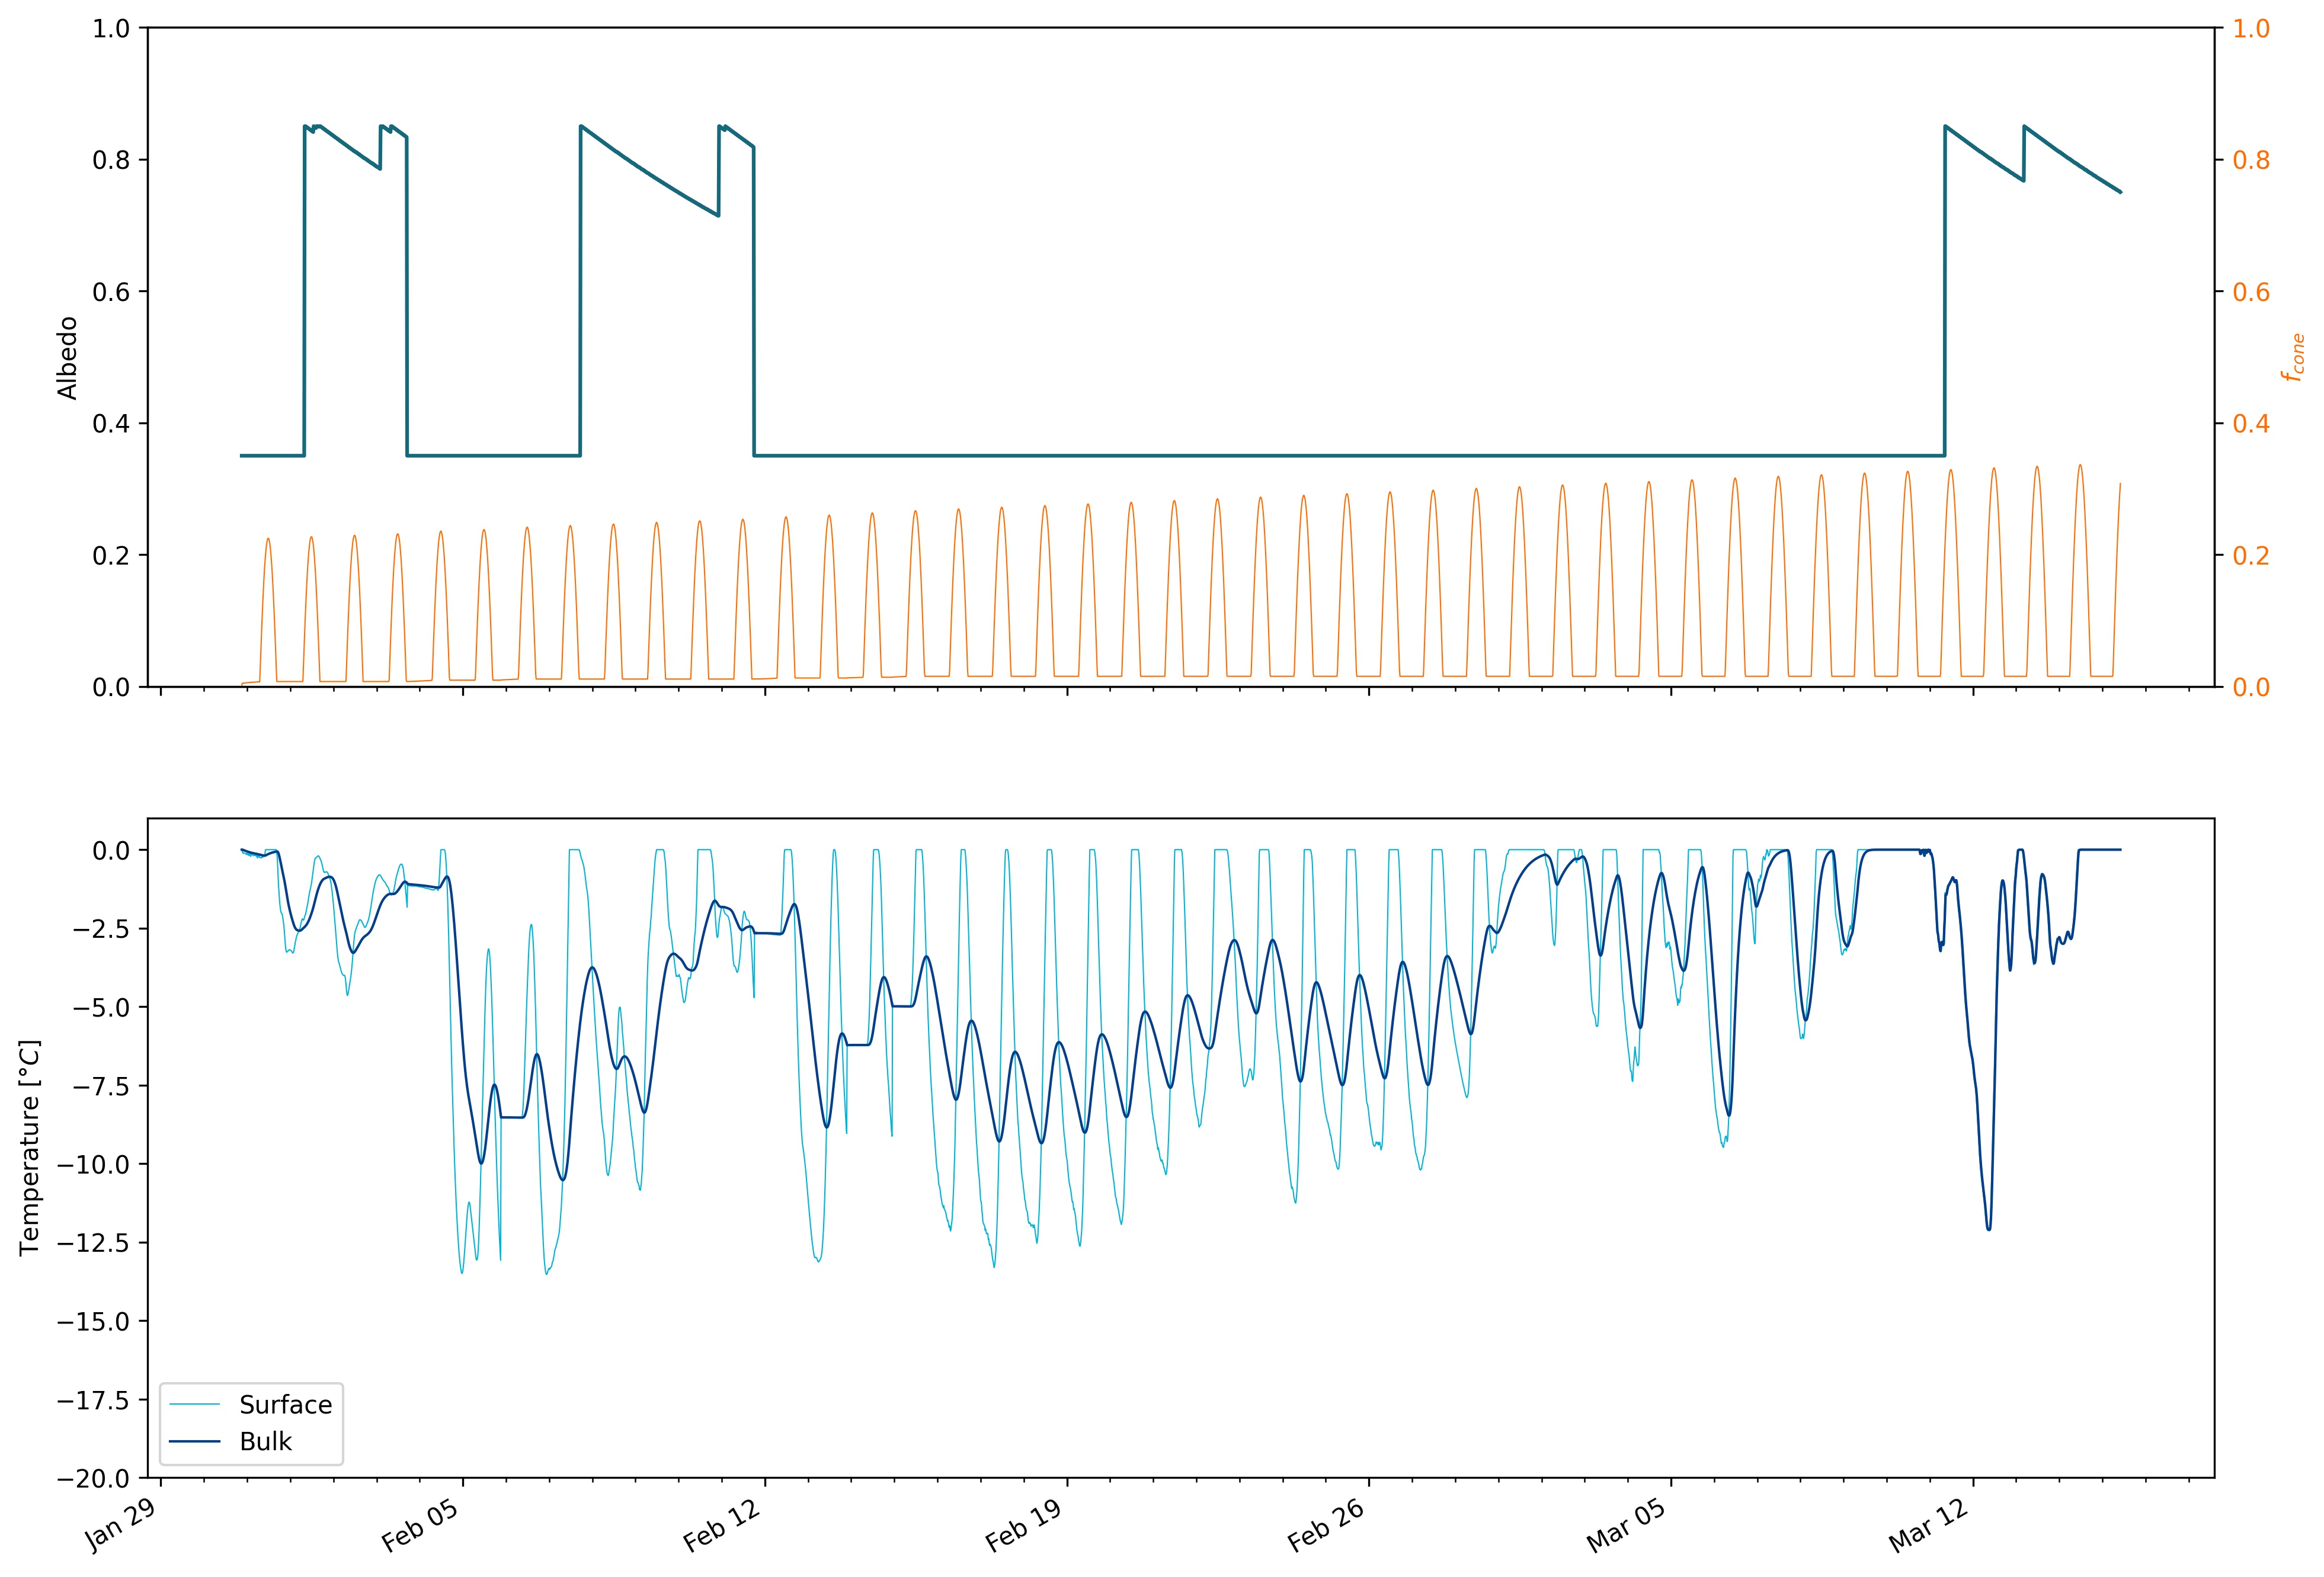 1.0
0.8
0.6
0.4
0.2
0.0
Albedo
1.0
0.8
0.6
0.4
0.2
0.0
f_cone
0.0
−2.5
−5.0
−7.5
−10.0
−12.5
−15.0
−17.5
−20.0
Temperature [°C]
Surface
Bulk
Jan 29
Feb 05
Feb 12
Feb 19
Feb 26
Mar 05
Mar 12